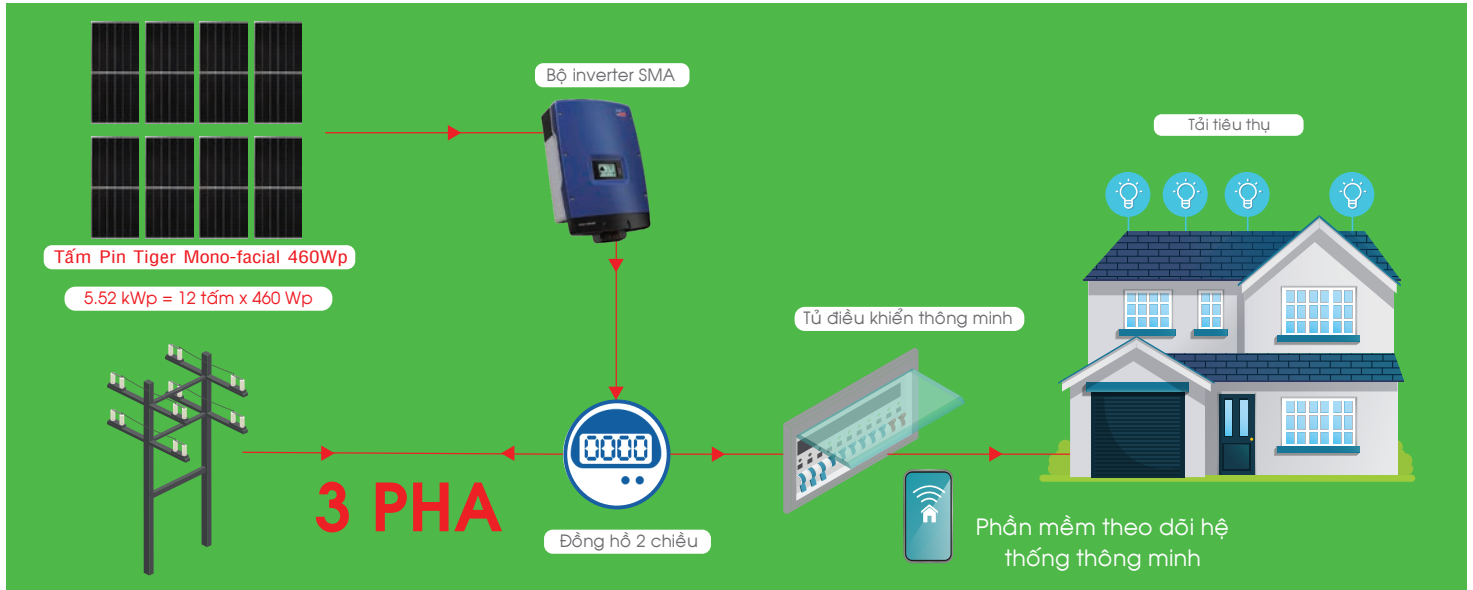 Bộ inverter SMA
Tải tiêu thụ
Tấm Pin Tiger Mono-facial 460Wp
5.52 kWp = 12 tấm x 460 Wp
Tủ điều khiển thông minh
0000
3 PHA
Đồng hồ 2 chiều
Phần mềm theo dõi hệ
thống thông minh